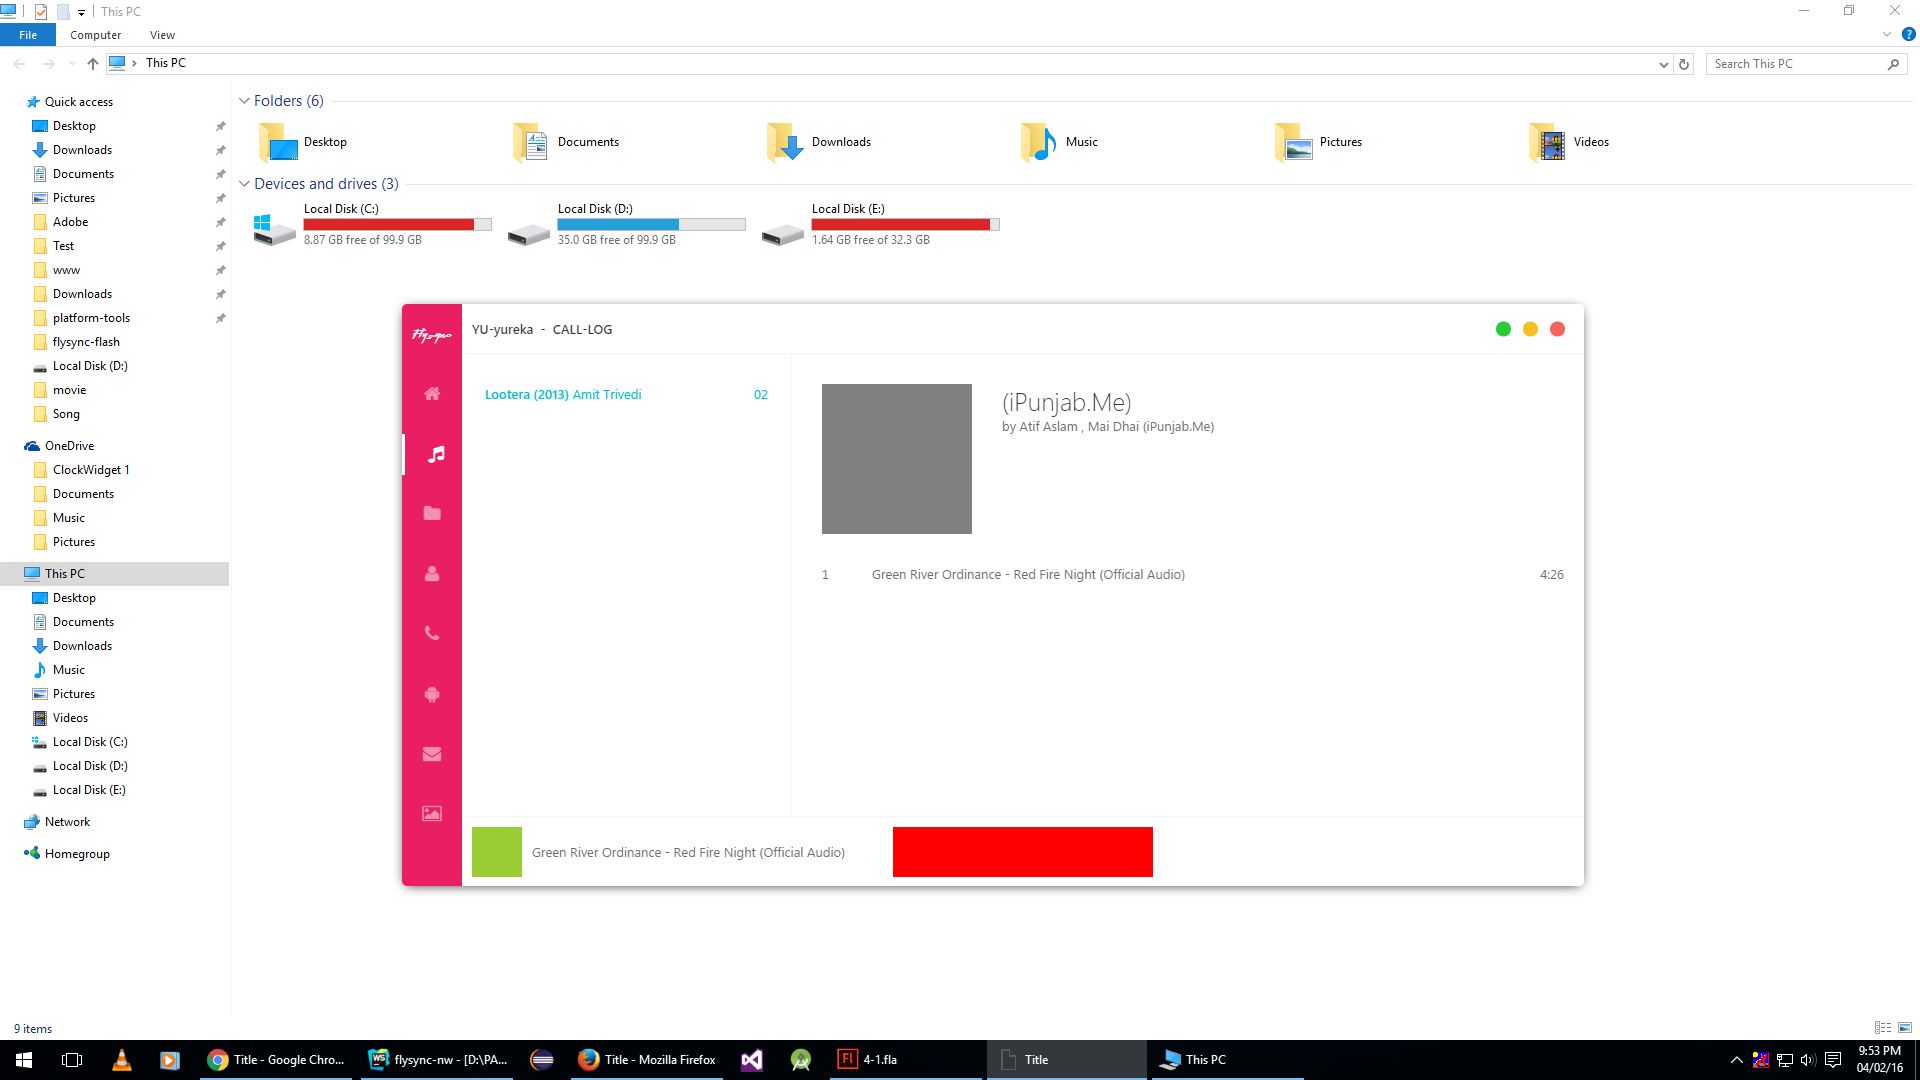 This PC
File
Computer
View
This PC
Search This PC
Quick access
Desktop
Downloads
Documents
Pictures
Adobe
Test
www
Downloads
platform-tools
flysync-flash
Local Disk (D:)
movie
Song
OneDrive
ClockWidget 1
Documents
Music
Pictures
This PC
Desktop
Documents
Downloads
Music
Pictures
Videos
Local Disk (C:)
Local Disk (D:)
Local Disk (E:)
Network
Homegroup
Folders (6)
Desktop
Documents
Downloads
Music
Pictures
Videos
Devices and drives (3)
Local Disk (C:)
8.87 GB free of 99.9 GB
Local Disk (D:)
35.0 GB free of 99.9 GB
Local Disk (E:)
1.64 GB free of 32.3 GB
Flysync
YU-yureka - CALL-LOG
Lootera (2013) Amit Trivedi 02
(iPunjab.Me)
by Atif Aslam , Mai Dhai (iPunjab.Me)
1 Green River Ordinance - Red Fire Night (Official Audio) 4:26
Green River Ordinance - Red Fire Night (Official Audio)
9 items
Title - Google Chro...
WS
flysync-nw - [D:\PA...
Title - Mozilla Firefox
Fl
4-1.fla
Title
This PC
9:53 PM
04/02/16